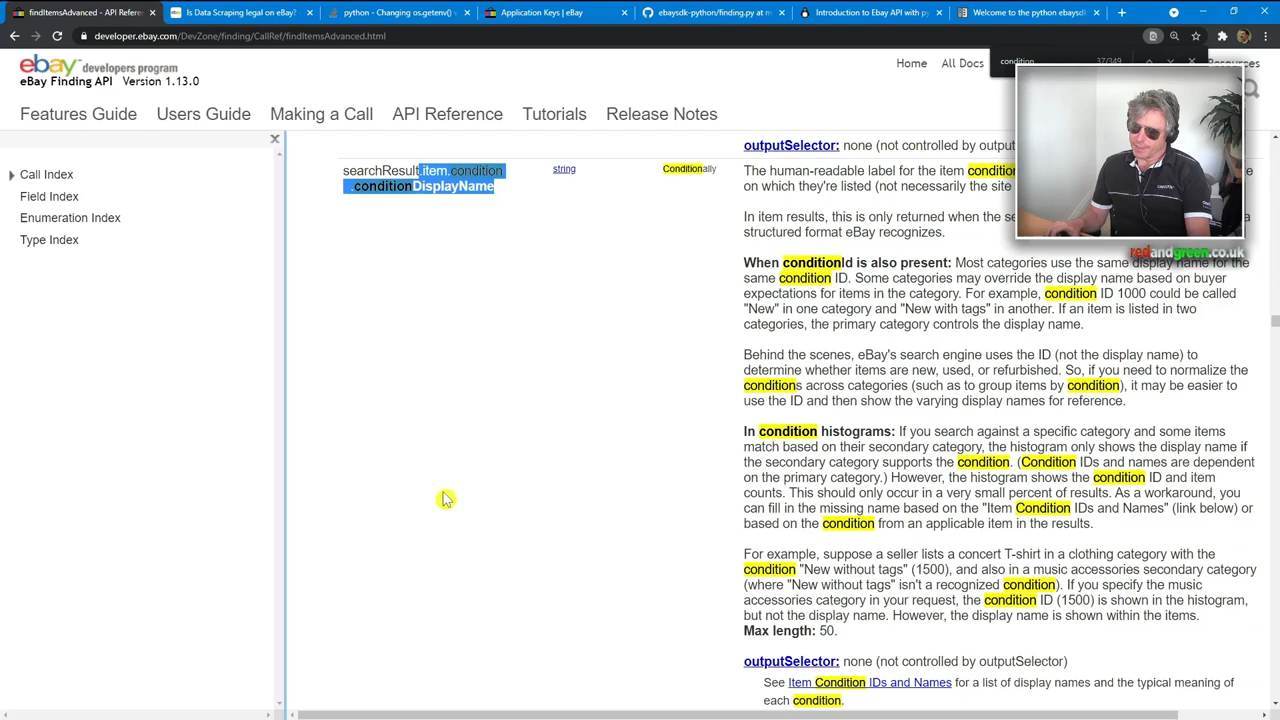 findItemsAdvanced - API Refere
Is Data Scraping legal on eBay?
python - Changing os.getenv() v
Application Keys | eBay
ebaysdk-python/finding.py at m
Introduction to Ebay API with p
Welcome to the python ebaysd
developer.ebay.com/DevZone/finding/CallRef/findItemsAdvanced.html
condition
37/349
ebay developers program
eBay Finding API Version 1.13.0
Home
All Docs
Resources
Features Guide
Users Guide
Making a Call
API Reference
Tutorials
Release Notes
Call Index
Field Index
Enumeration Index
Type Index
outputSelector: none (not controlled by outp
searchResult.item.condition
.conditionDisplayName
string
Conditionally
The human-readable label for the item condition
on which they're listed (not necessarily the site
In item results, this is only returned when the se
structured format eBay recognizes.
redandgreen.co.uk
When conditionId is also present: Most categories use the same display name for the
same condition ID. Some categories may override the display name based on buyer
expectations for items in the category. For example, condition ID 1000 could be called
"New" in one category and "New with tags" in another. If an item is listed in two
categories, the primary category controls the display name.
Behind the scenes, eBay's search engine uses the ID (not the display name) to
determine whether items are new, used, or refurbished. So, if you need to normalize the
conditions across categories (such as to group items by condition), it may be easier to
use the ID and then show the varying display names for reference.
In condition histograms: If you search against a specific category and some items
match based on their secondary category, the histogram only shows the display name if
the secondary category supports the condition. (Condition IDs and names are dependent
on the primary category.) However, the histogram shows the condition ID and item
counts. This should only occur in a very small percent of results. As a workaround, you
can fill in the missing name based on the "Item Condition IDs and Names" (link below) or
based on the condition from an applicable item in the results.
For example, suppose a seller lists a concert T-shirt in a clothing category with the
condition "New without tags" (1500), and also in a music accessories secondary category
(where "New without tags" isn't a recognized condition). If you specify the music
accessories category in your request, the condition ID (1500) is shown in the histogram,
but not the display name. However, the display name is shown within the items.
Max length: 50.
outputSelector: none (not controlled by outputSelector)
See Item Condition IDs and Names for a list of display names and the typical meaning of
each condition.